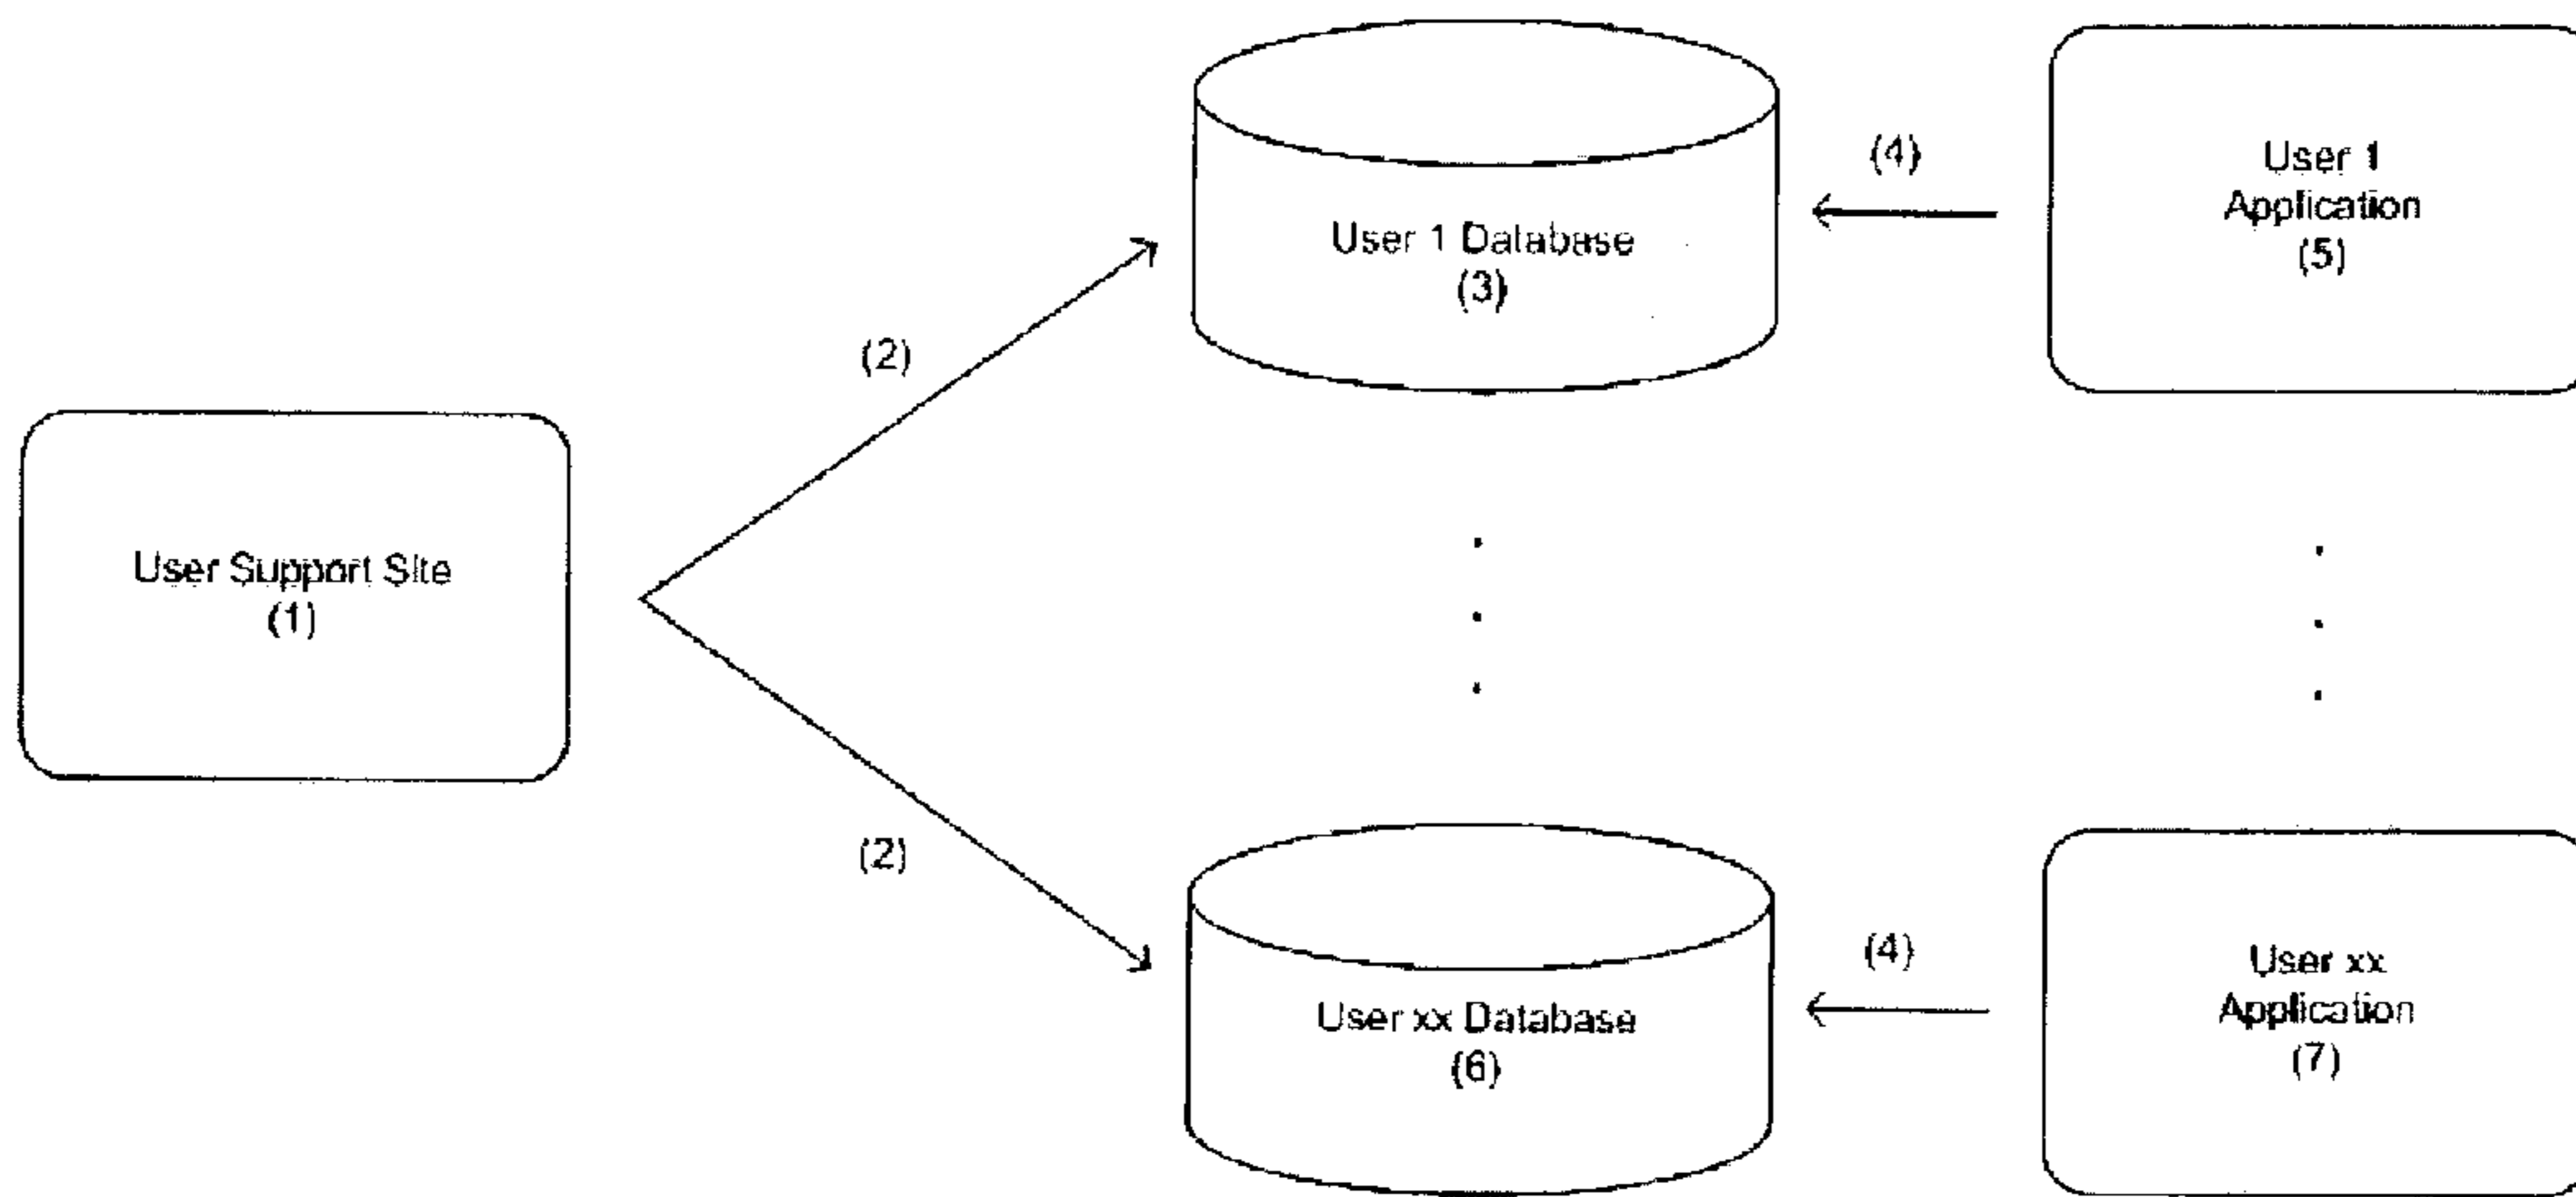 (4)
User 1
Application
(5)
User 1 Database
(3)
(2)
User Support Site
(1)
(2)
(4)
User xx
Application
(7)
User xx Database
(6)